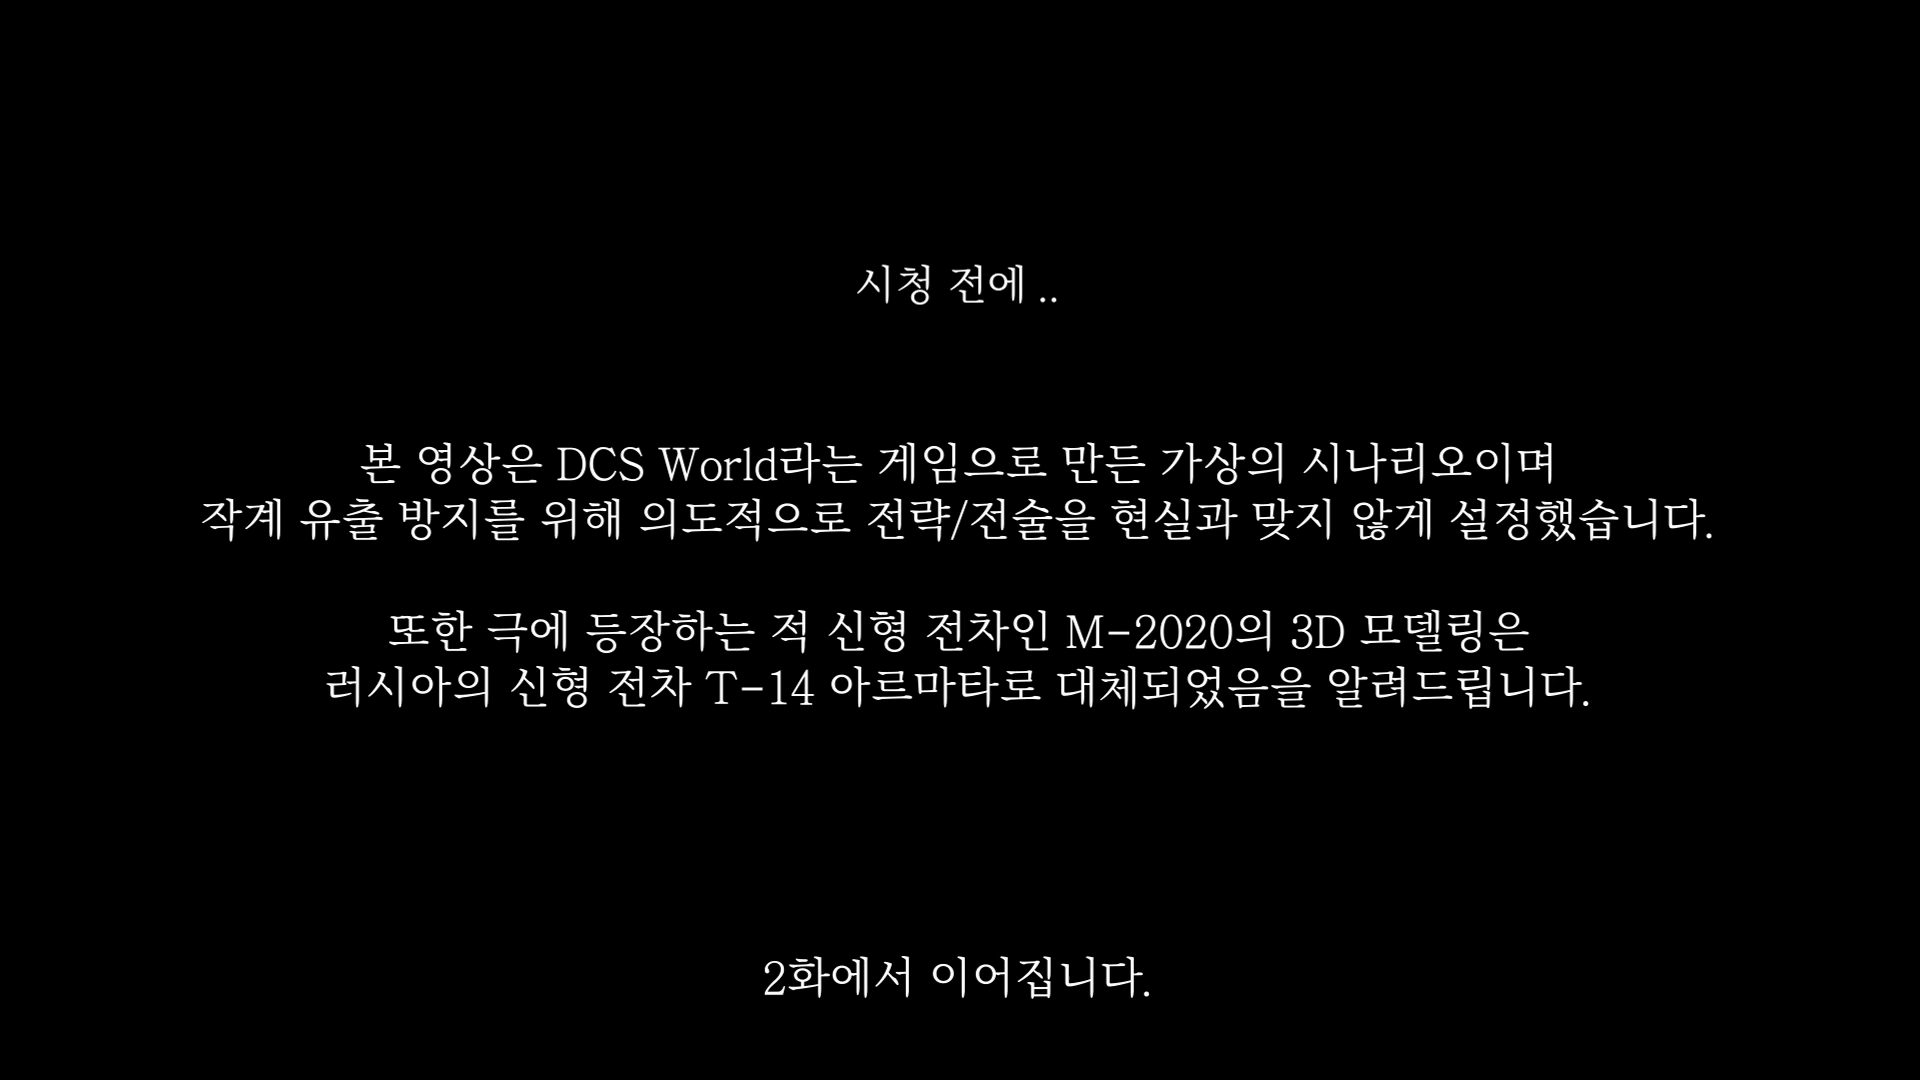 시청 전에 ..
본 영상은 DCS World라는 게임으로 만든 가상의 시나리오이며
작계 유출 방지를 위해 의도적으로 전략/전술을 현실과 맞지 않게 설정했습니다.
또한 극에 등장하는 적 신형 전차인 M-2020의 3D 모델링은
러시아의 신형 전차 T-14 아르마타로 대체되었음을 알려드립니다.
2화에서 이어집니다.